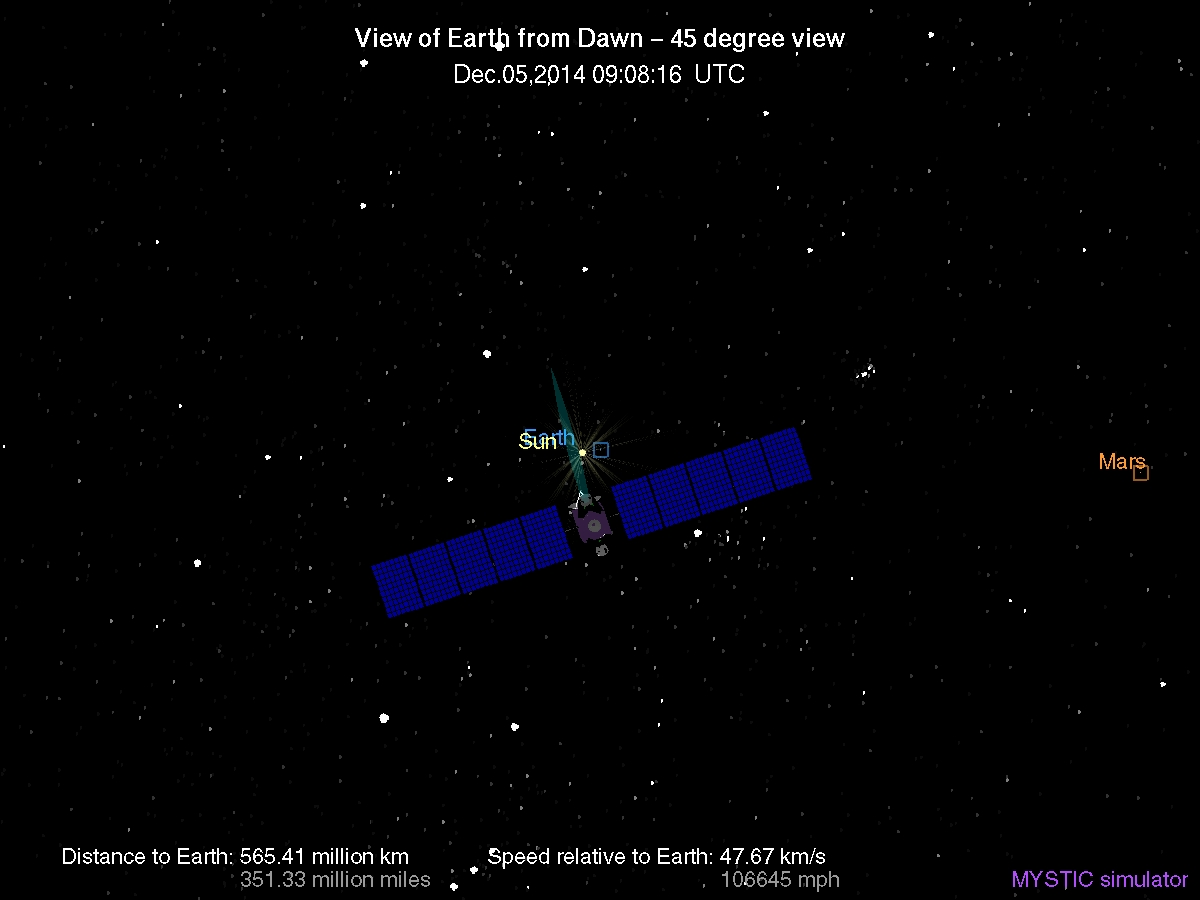 View of Earth from Dawn – 45 degree view
Dec.05,2014 09:08:16 UTC
Earth
Sun
Mars
Distance to Earth: 565.41 million km
351.33 million miles
Speed relative to Earth: 47.67 km/s
106645 mph
MYSTIC simulator